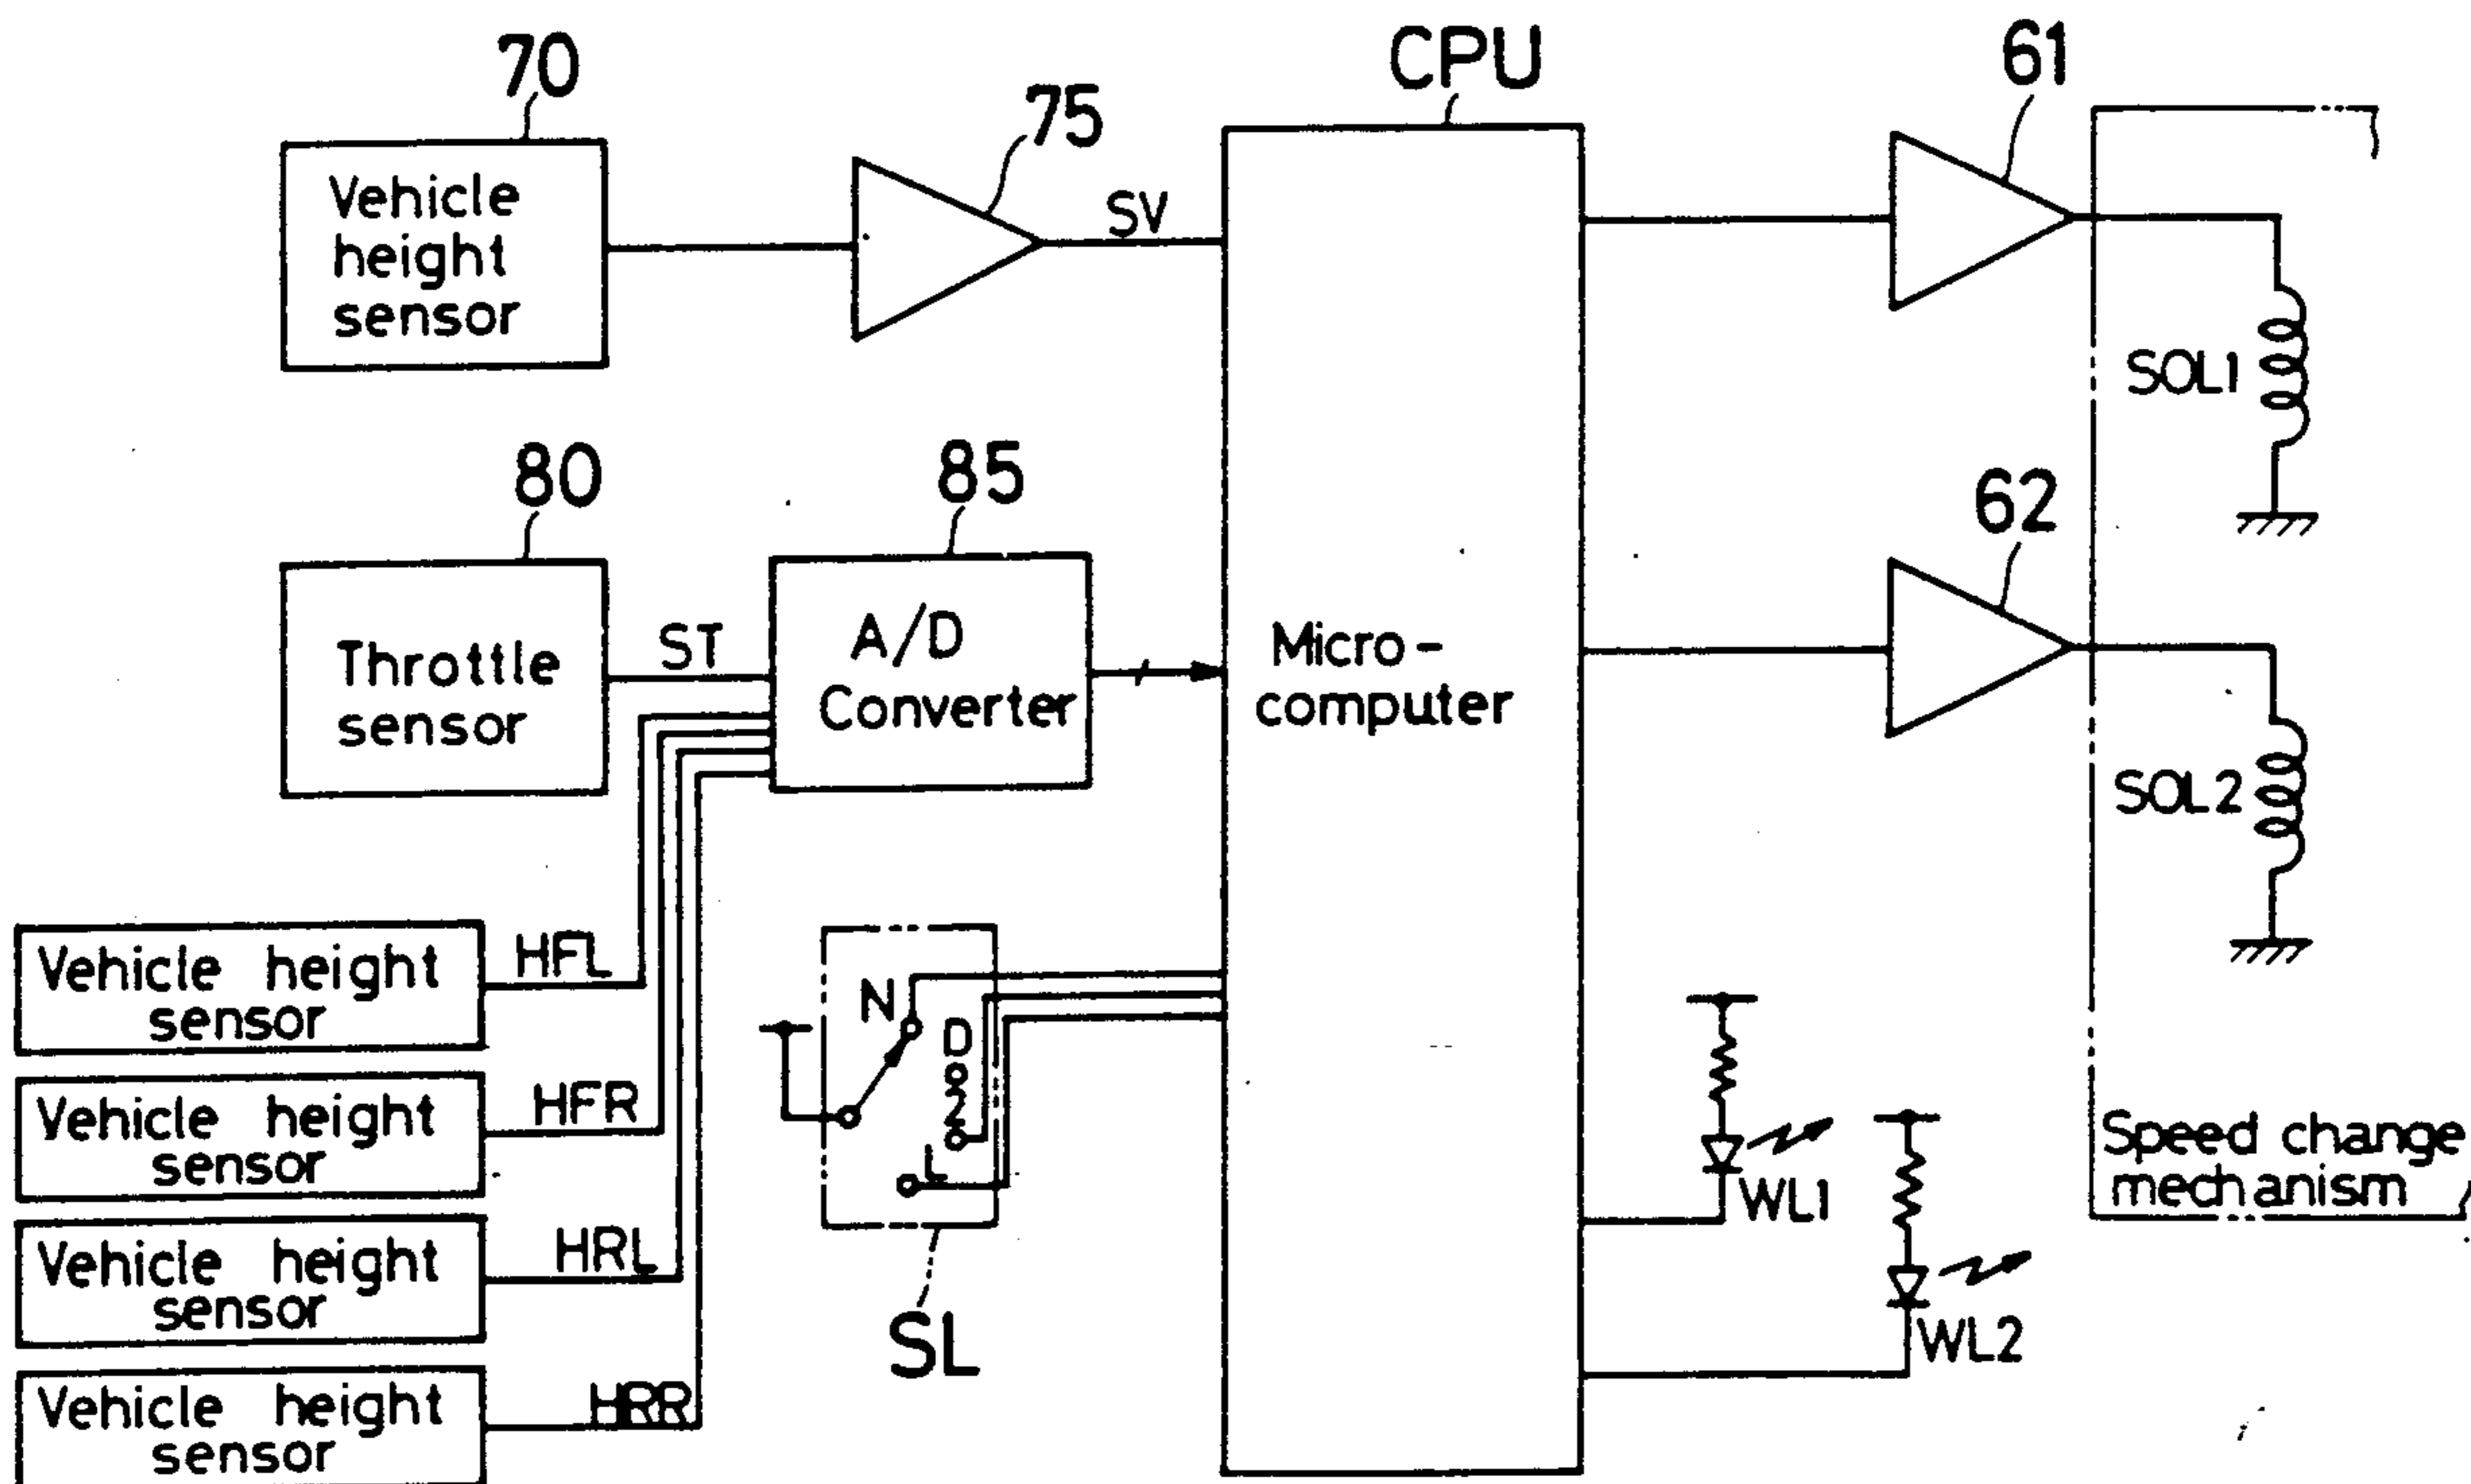 70
CPU
61
75
Vehicle
height
sensor
SV
SOL1
80
85
62
Throttle
sensor
ST
A/D
Converter
Micro-
computer
SOL2
Vehicle height
sensor
HFL
N
D
2
L
Vehicle height
sensor
HFR
Speed change
mechanism
WL1
Vehicle height
sensor
HRL
SL
WL2
Vehicle height
sensor
HRR